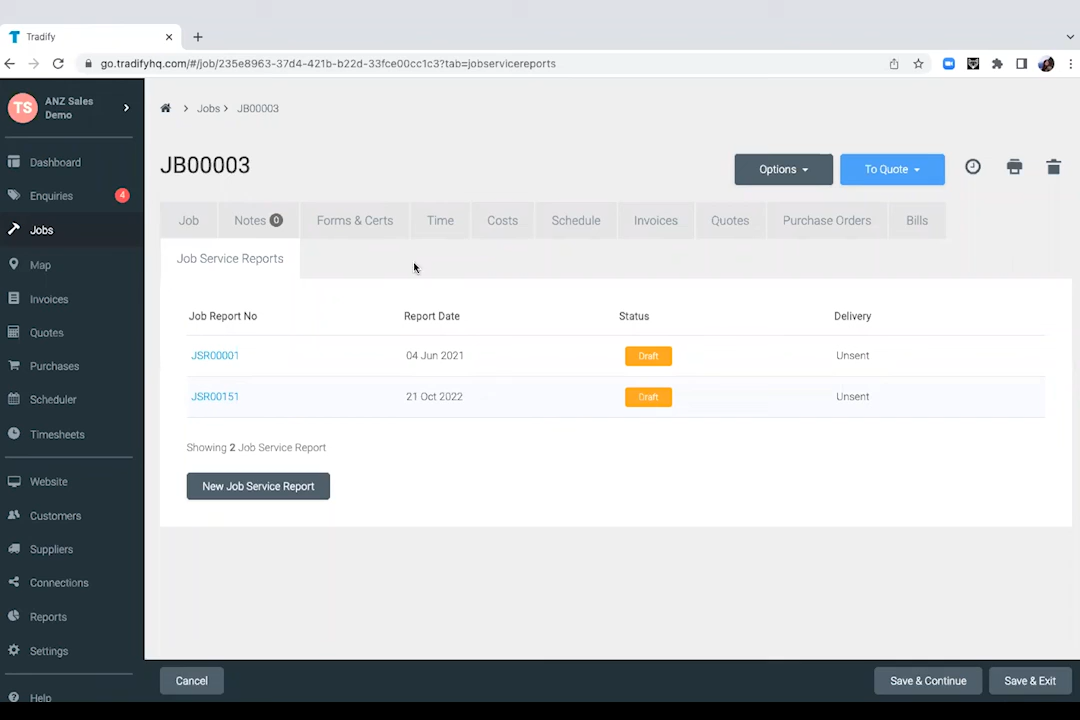 Tradify
go.tradifyhq.com/#/job/235e8963-37d4-421b-b22d-33fce00cc1c3?tab=jobservicereports
TS
ANZ Sales
Demo
Dashboard
Enquiries 4
Jobs
Map
Invoices
Quotes
Purchases
Scheduler
Timesheets
Website
Customers
Suppliers
Connections
Reports
Settings
Help
Jobs > JB00003
JB00003
Options
To Quote
Job Notes 0 Forms & Certs Time Costs Schedule Invoices Quotes Purchase Orders Bills
Job Service Reports
Job Report No Report Date Status Delivery
JSR00001 04 Jun 2021 Draft Unsent
JSR00151 21 Oct 2022 Draft Unsent
Showing 2 Job Service Report
New Job Service Report
Cancel Save & Continue Save & Exit